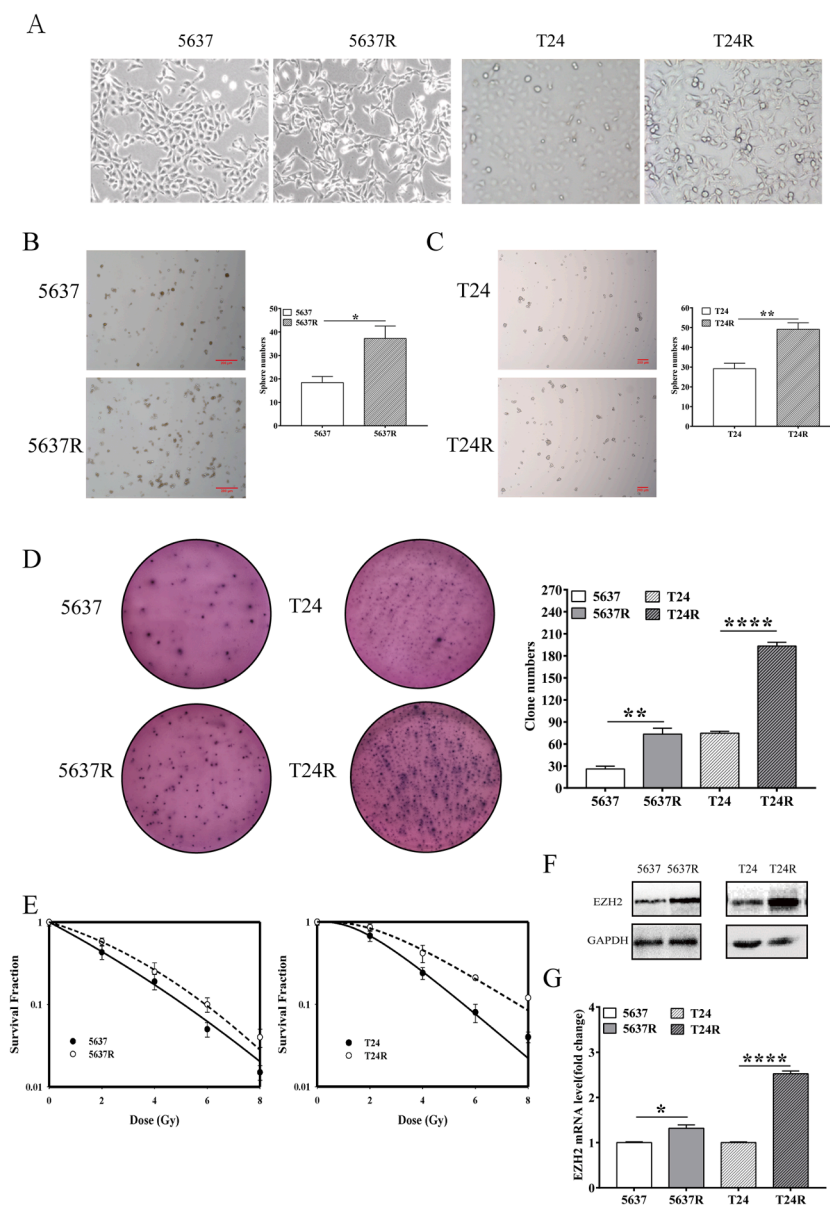 A
5637 5637R T24 T24R
B
5637
5637R
50
40
30
20
10
0
Sphere numbers
5637
5637R
*
5637 5637R
C
T24
T24R
60
50
40
30
20
10
0
Sphere numbers
T24
T24R
**
T24 T24R
D
5637 T24
5637R T24R
270
240
210
180
150
120
90
60
30
0
Clone numbers
5637 T24
5637R T24R
**
****
5637 5637R T24 T24R
E
1
0.1
0.01
Survival Fraction
5637
5637R
0 2 4 6 8
Dose (Gy)
1
0.1
0.01
Survival Fraction
T24
T24R
0 2 4 6 8
Dose (Gy)
F
5637 5637R T24 T24R
EZH2
GAPDH
G
4
3
2
1
0
EZH2 mRNA level(fold change)
5637 T24
5637R T24R
*
****
5637 5637R T24 T24R